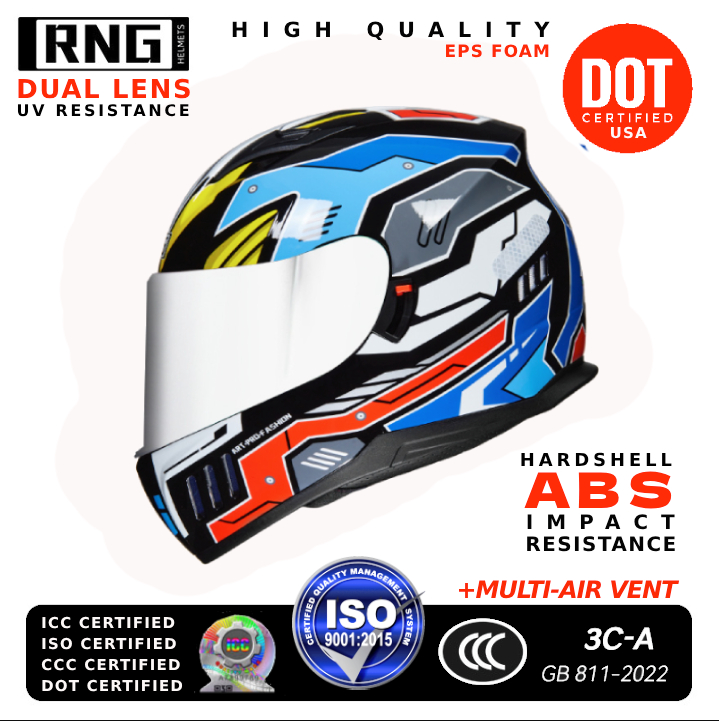 RNG
HELMETS
DUAL LENS
UV RESISTANCE
HIGH QUALITY
EPS FOAM
DOT
CERTIFIED
USA
ART-PRO/FASHION
HARDSHELL
ABS
IMPACT
RESISTANCE
+MULTI-AIR VENT
ICC CERTIFIED
ISO CERTIFIED
CCC CERTIFIED
DOT CERTIFIED
ICC
CERTIFIED QUALITY MANAGEMENT SYSTEM
ISO
9001:2015
CCC
3C-A
GB 811-2022